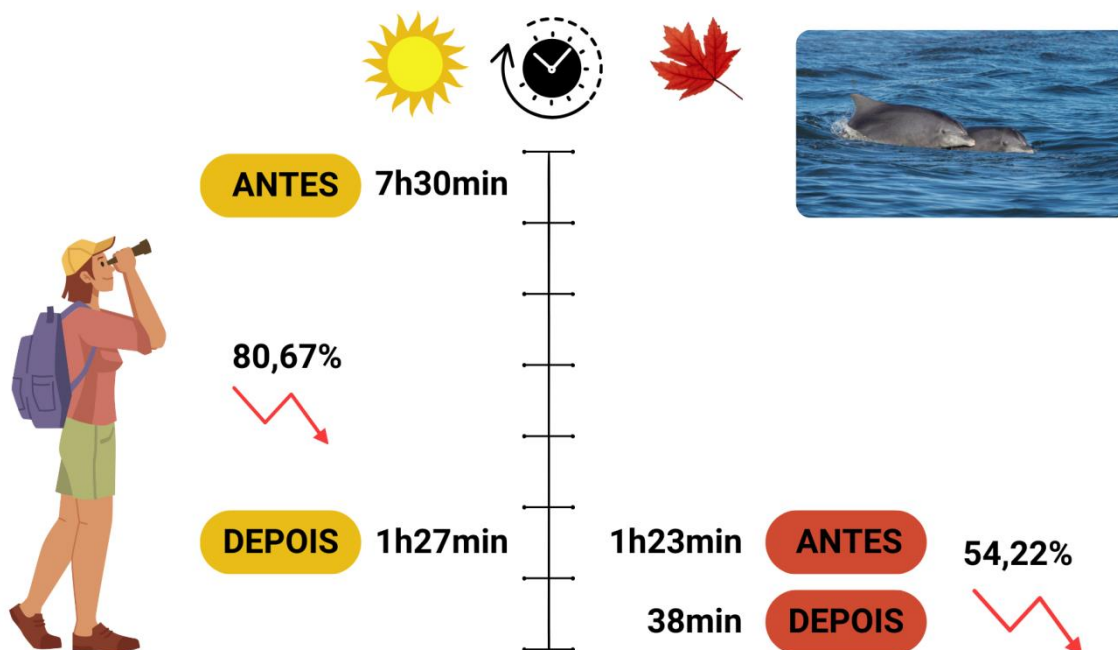 ANTES 7h30min
80,67%
DEPOIS 1h27min
1h23min ANTES
54,22%
38min DEPOIS